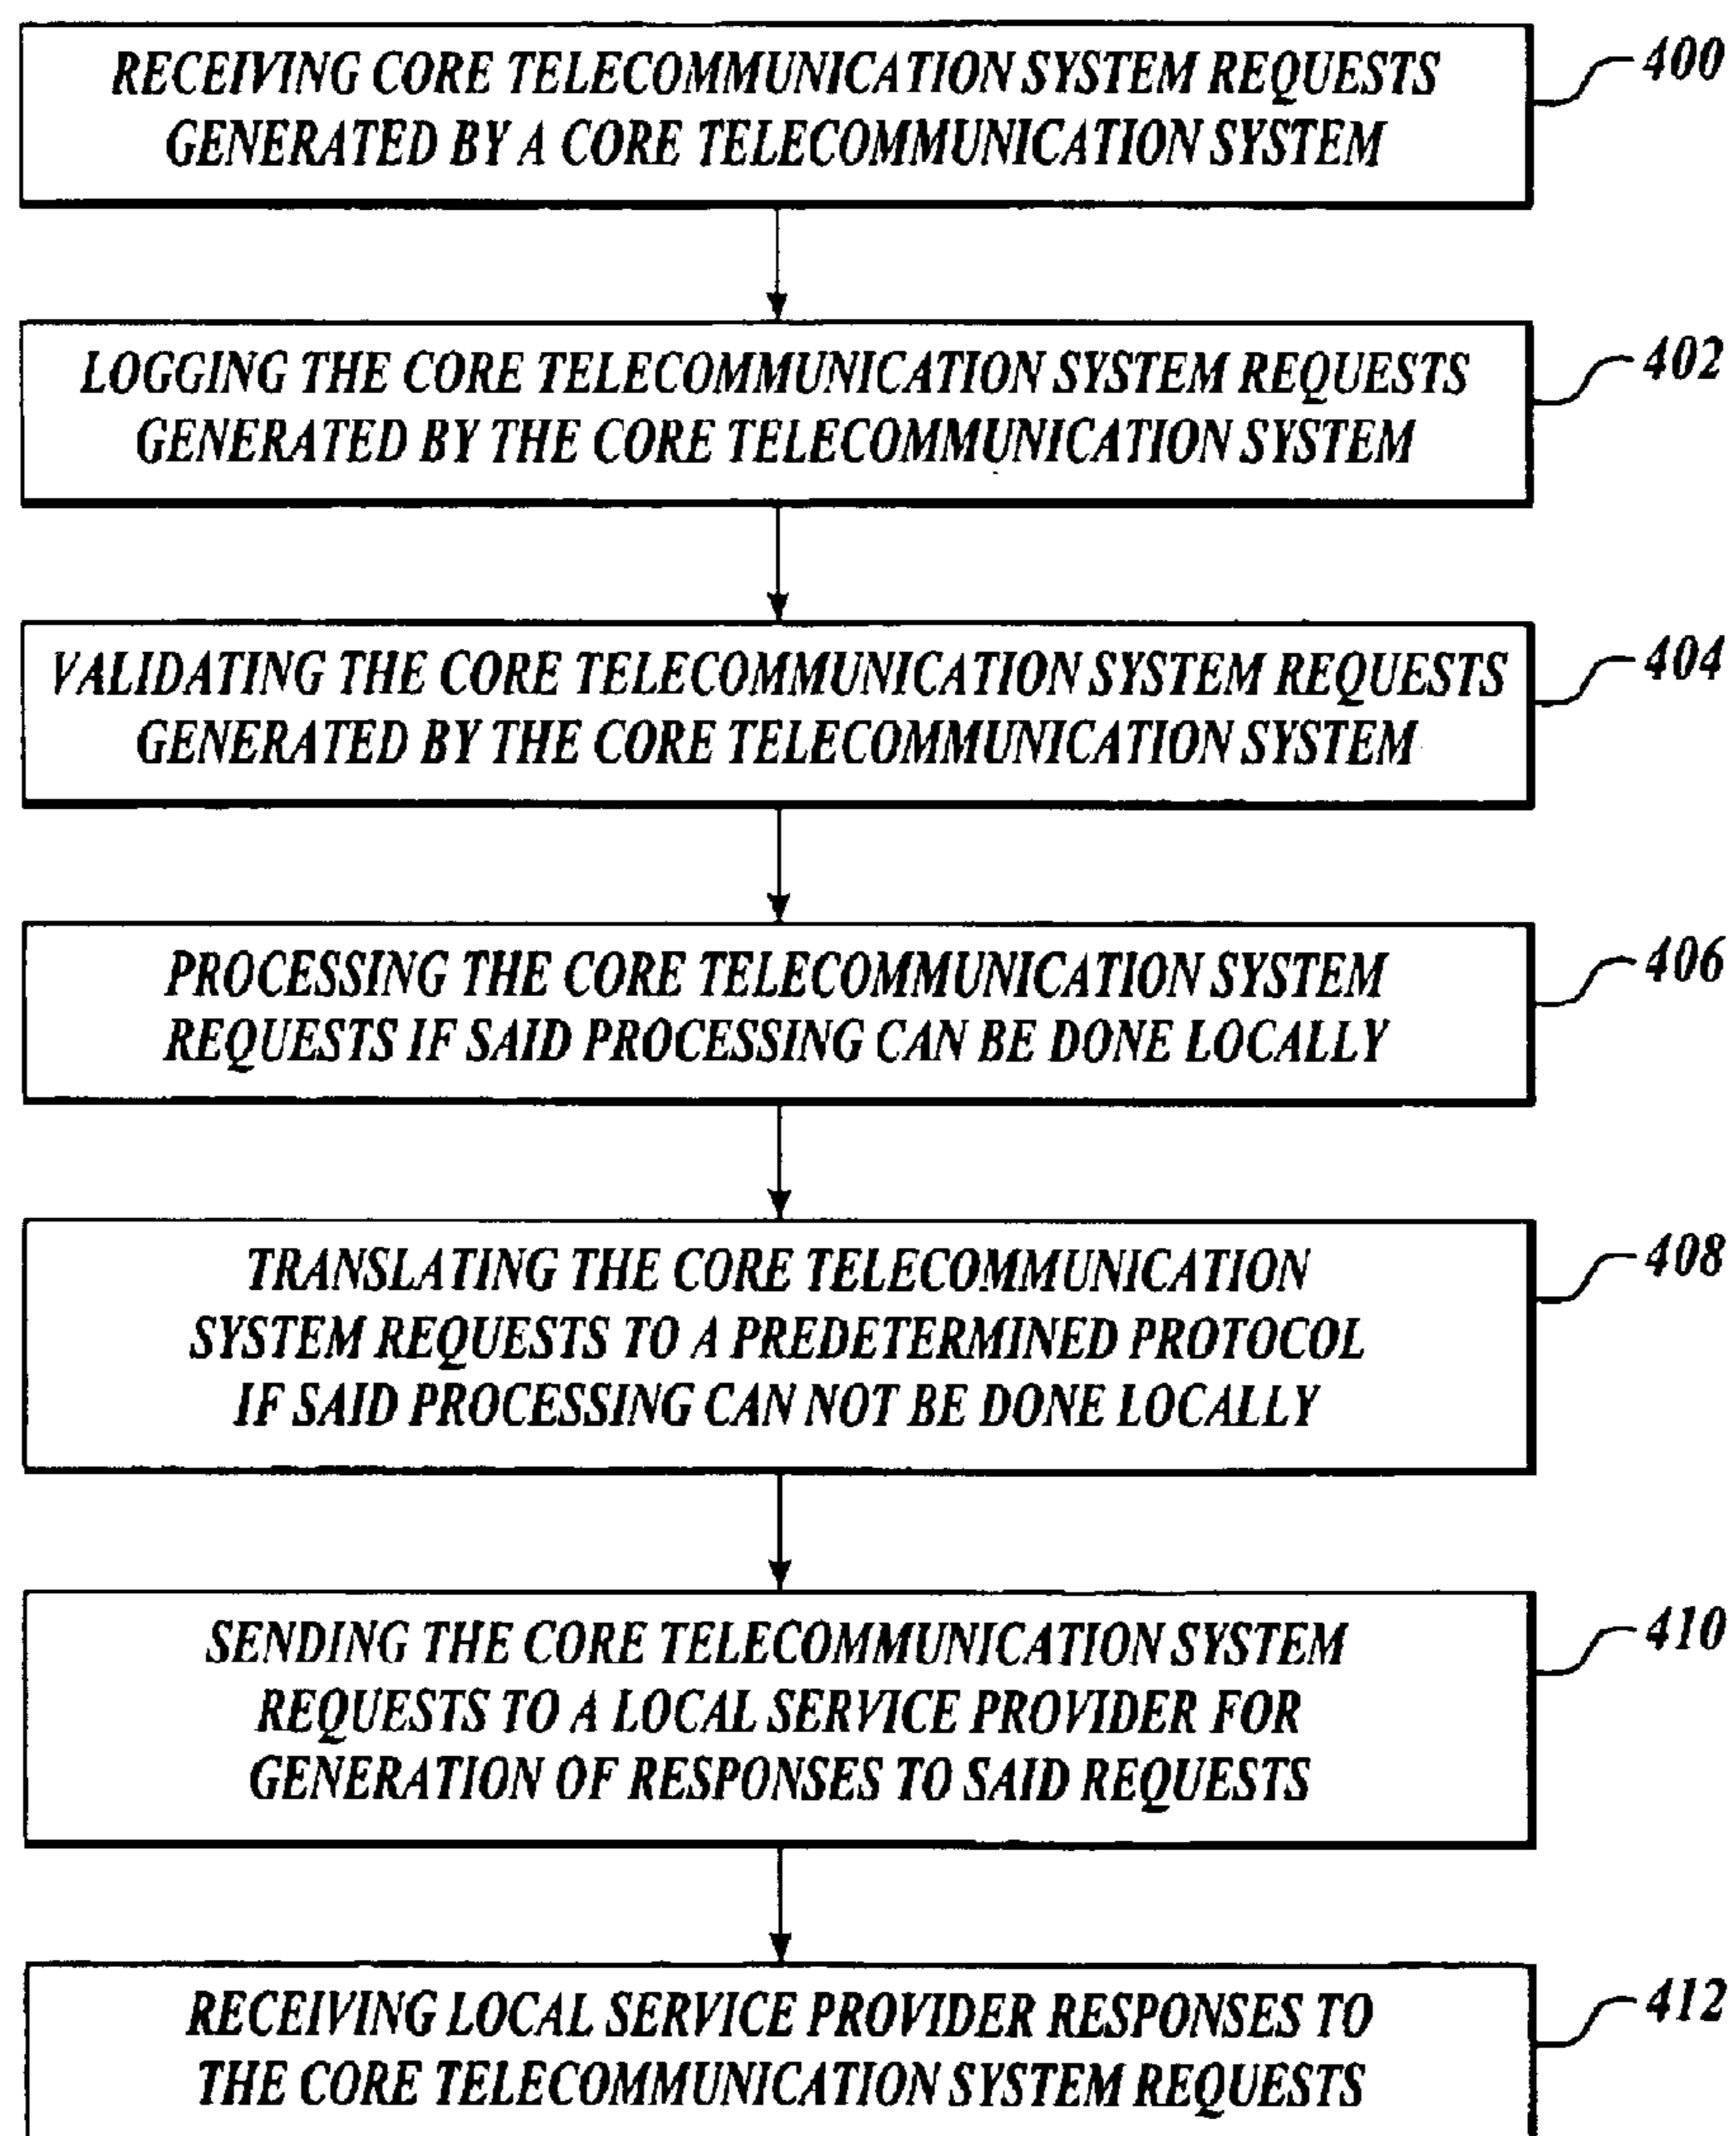 RECEIVING CORE TELECOMMUNICATION SYSTEM REQUESTS
GENERATED BY A CORE TELECOMMUNICATION SYSTEM
400
LOGGING THE CORE TELECOMMUNICATION SYSTEM REQUESTS
GENERATED BY THE CORE TELECOMMUNICATION SYSTEM
402
VALIDATING THE CORE TELECOMMUNICATION SYSTEM REQUESTS
GENERATED BY THE CORE TELECOMMUNICATION SYSTEM
404
PROCESSING THE CORE TELECOMMUNICATION SYSTEM
REQUESTS IF SAID PROCESSING CAN BE DONE LOCALLY
406
TRANSLATING THE CORE TELECOMMUNICATION
SYSTEM REQUESTS TO A PREDETERMINED PROTOCOL
IF SAID PROCESSING CAN NOT BE DONE LOCALLY
408
SENDING THE CORE TELECOMMUNICATION SYSTEM
REQUESTS TO A LOCAL SERVICE PROVIDER FOR
GENERATION OF RESPONSES TO SAID REQUESTS
410
RECEIVING LOCAL SERVICE PROVIDER RESPONSES TO
THE CORE TELECOMMUNICATION SYSTEM REQUESTS
412